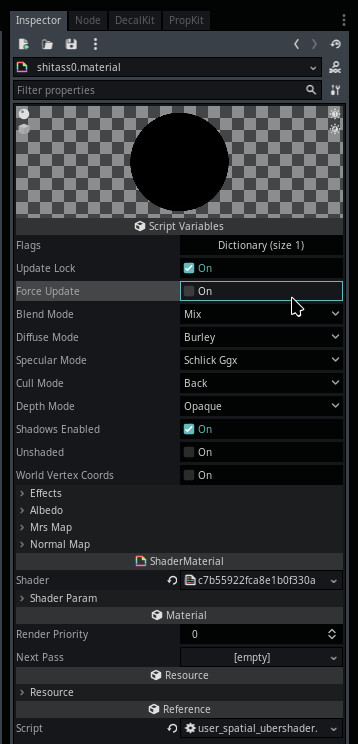 Inspector Node DecalKit PropKit
shitass0.material
Filter properties
Script Variables
Flags Dictionary (size 1)
Update Lock On
Force Update On
Blend Mode Mix
Diffuse Mode Burley
Specular Mode Schlick Ggx
Cull Mode Back
Depth Mode Opaque
Shadows Enabled On
Unshaded On
World Vertex Coords On
Effects
Albedo
Mrs Map
Normal Map
ShaderMaterial
Shader c7b55922fca8e1b0f330a
Shader Param
Material
Render Priority 0
Next Pass [empty]
Resource
Resource
Reference
Script user_spatial_ubershader.